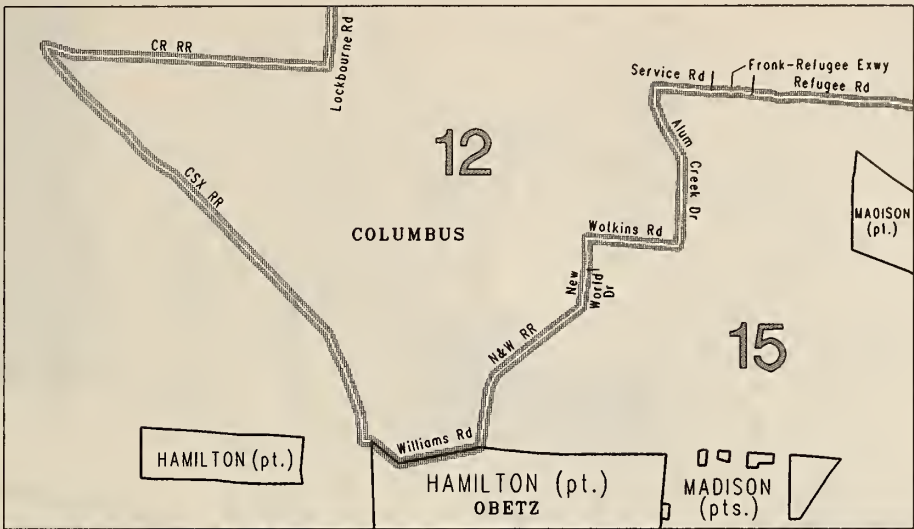 CR RR
Lockbourne Rd
Service Rd
Fronk-Refugee Exwy
Refugee Rd
12
Alum
Creek Dr
CSX RR
COLUMBUS
MADISON
(pt.)
Wotkins Rd
New
World
Dr
N&W RR
15
Williams Rd
HAMILTON (pt.)
HAMILTON (pt.)
OBETZ
MADISON
(pts.)